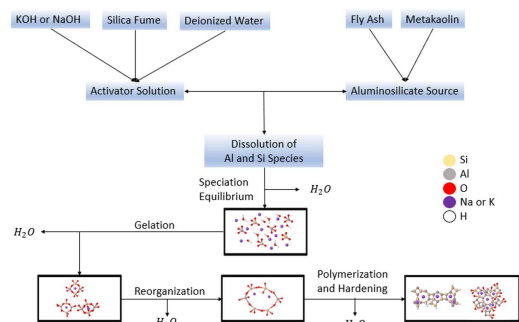 KOH or NaOH
Silica Fume
Deionized Water
Fly Ash
Metakaolin
Activator Solution
Aluminosilicate Source
Dissolution of
Al and Si Species
Speciation
Equilibrium
H₂O
Si
Al
O
Na or K
H
H₂O
Gelation
Reorganization
Polymerization
and Hardening